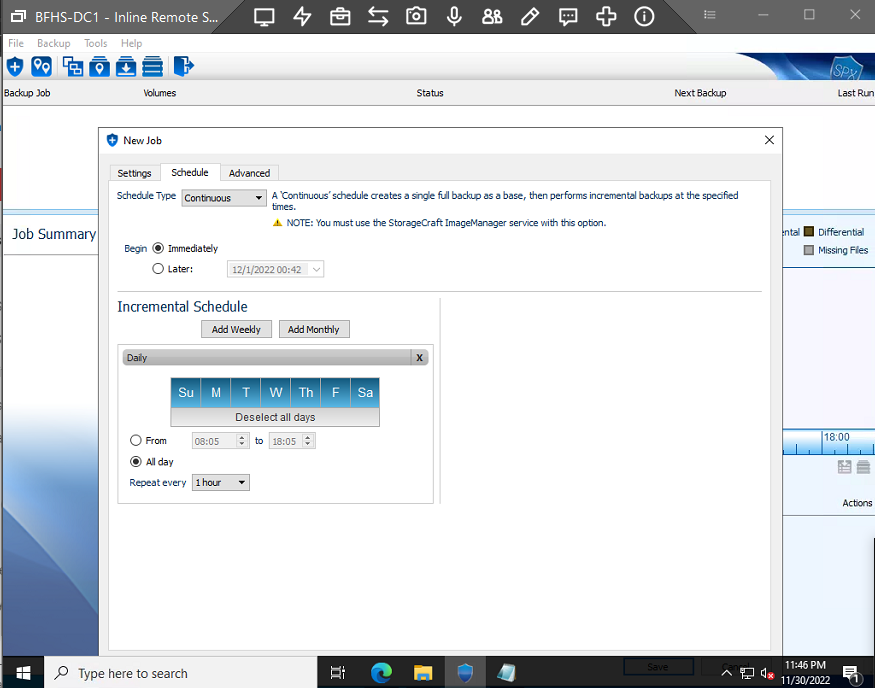 BFHS-DC1 - Inline Remote S...
File Backup Tools Help
SPX
Backup Job Volumes Status Next Backup Last Run
New Job
Settings Schedule Advanced
Schedule Type Continuous A 'Continuous' schedule creates a single full backup as a base, then performs incremental backups at the specified
times.
NOTE: You must use the StorageCraft ImageManager service with this option.
Job Summary
ental Differential
Missing Files
Begin Immediately
Later: 12/1/2022 00:42
Incremental Schedule
Add Weekly Add Monthly
Daily X
Su M T W Th F Sa
Deselect all days
From 08:05 to 18:05
All day
Repeat every 1 hour
18:00
Actions
Save Cancel
Type here to search
11:46 PM
11/30/2022
1